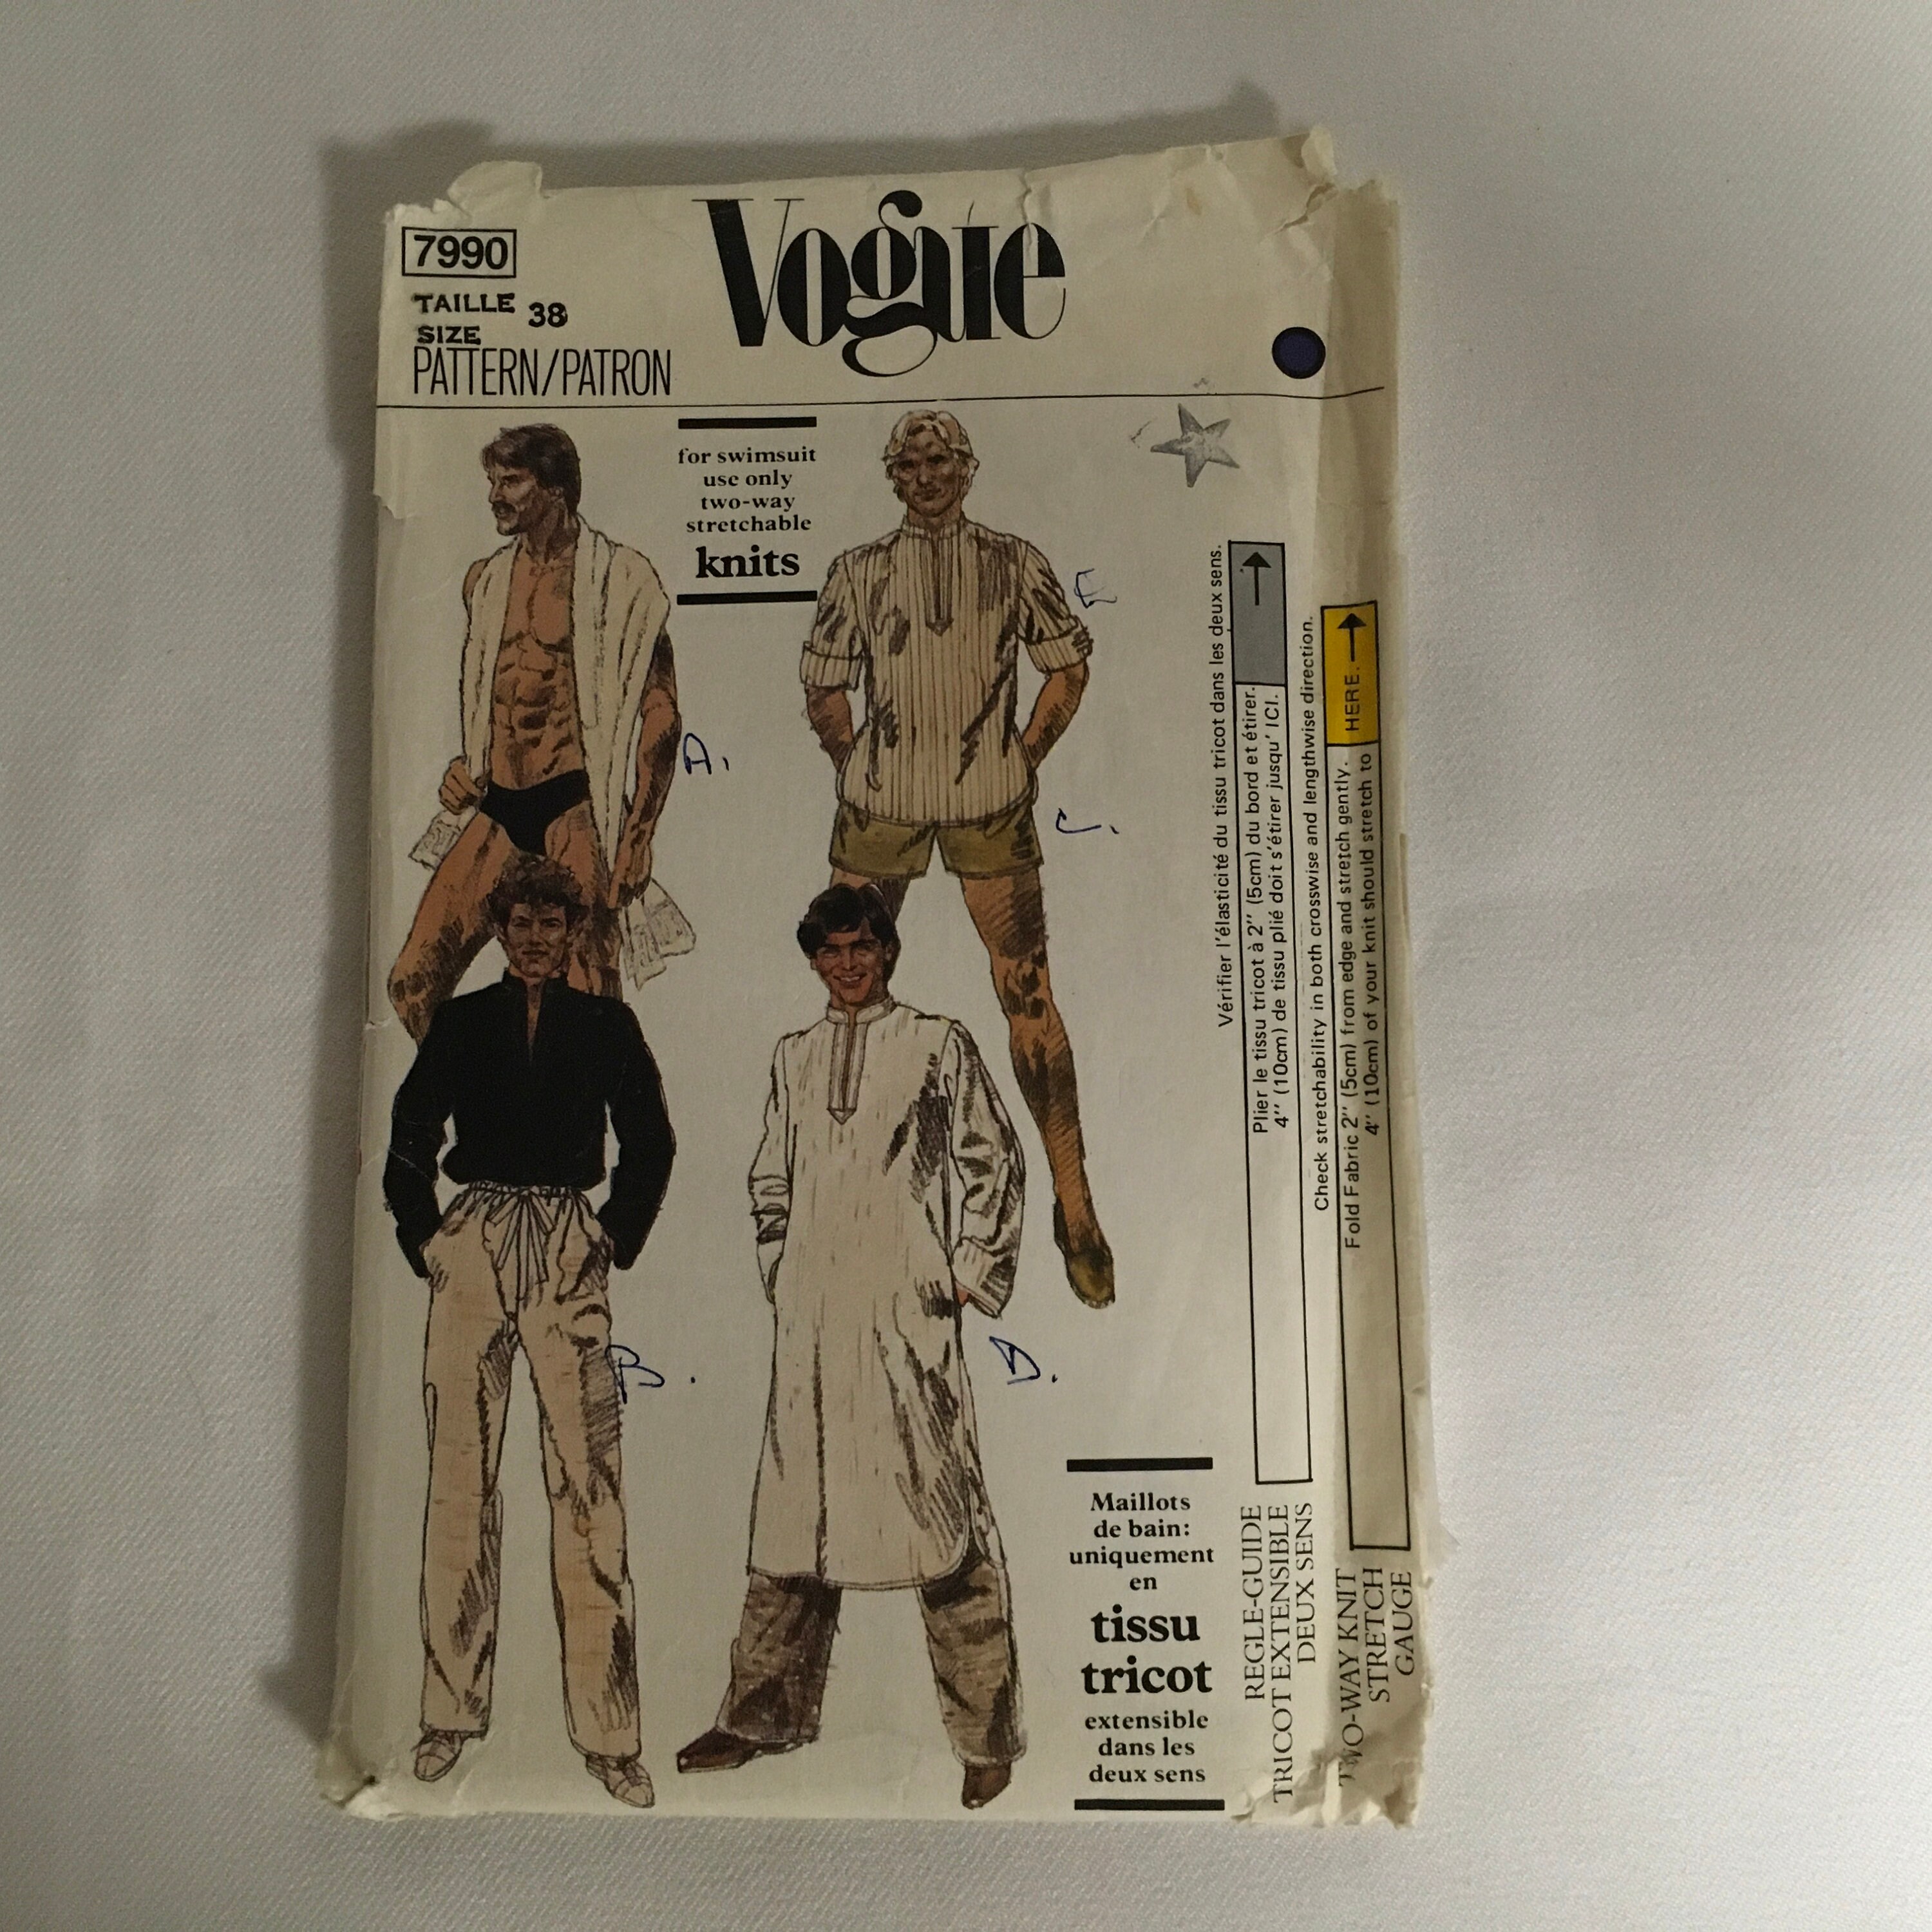 7990
Vogue
TAILLE 38
SIZE
PATTERN/PATRON
for swimsuit
use only
two-way
stretchable
knits
E
A.
C.
B.
D.
Maillots
de bain:
uniquement
en
tissu
tricot
extensible
dans les
deux sens
Vérifier l'élasticité du tissu tricot dans les deux sens.
Plier le tissu tricot à 2" (5cm) du bord et étirer.
4" (10cm) de tissu plié doit s'étirer jusqu' ICI.
REGLE-GUIDE
TRICOT EXTENSIBLE
DEUX SENS
Check stretchability in both crosswise and lengthwise direction.
Fold Fabric 2" (5cm) from edge and stretch gently.
4" (10cm) of your knit should stretch to HERE.
TWO-WAY KNIT
STRETCH
GAUGE